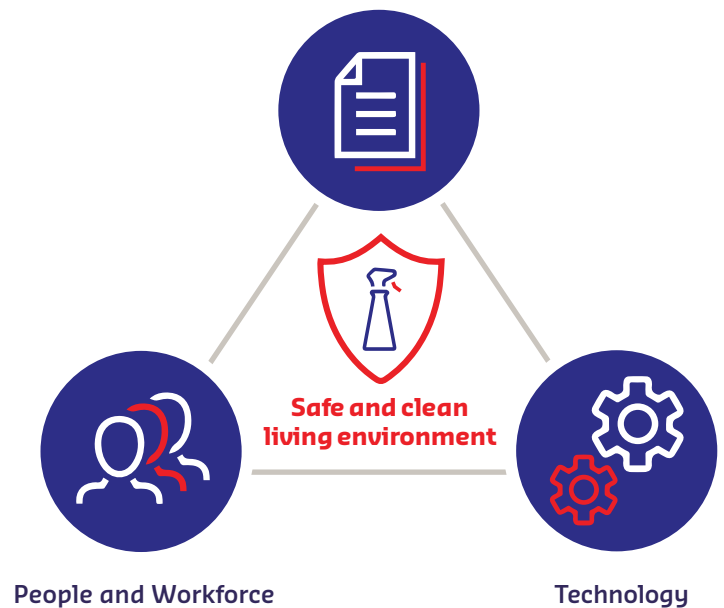 Safe and clean
living environment
People and Workforce
Technology